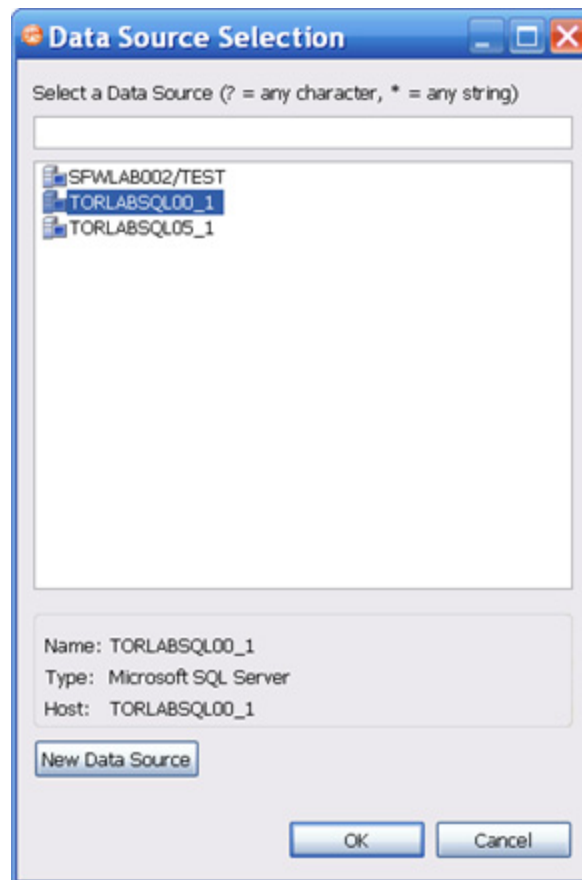 Data Source Selection
Select a Data Source (? = any character, * = any string)
SFWLAB002/TEST
TORLABSQL00_1
TORLABSQL05_1
Name: TORLABSQL00_1
Type: Microsoft SQL Server
Host: TORLABSQL00_1
New Data Source
OK Cancel